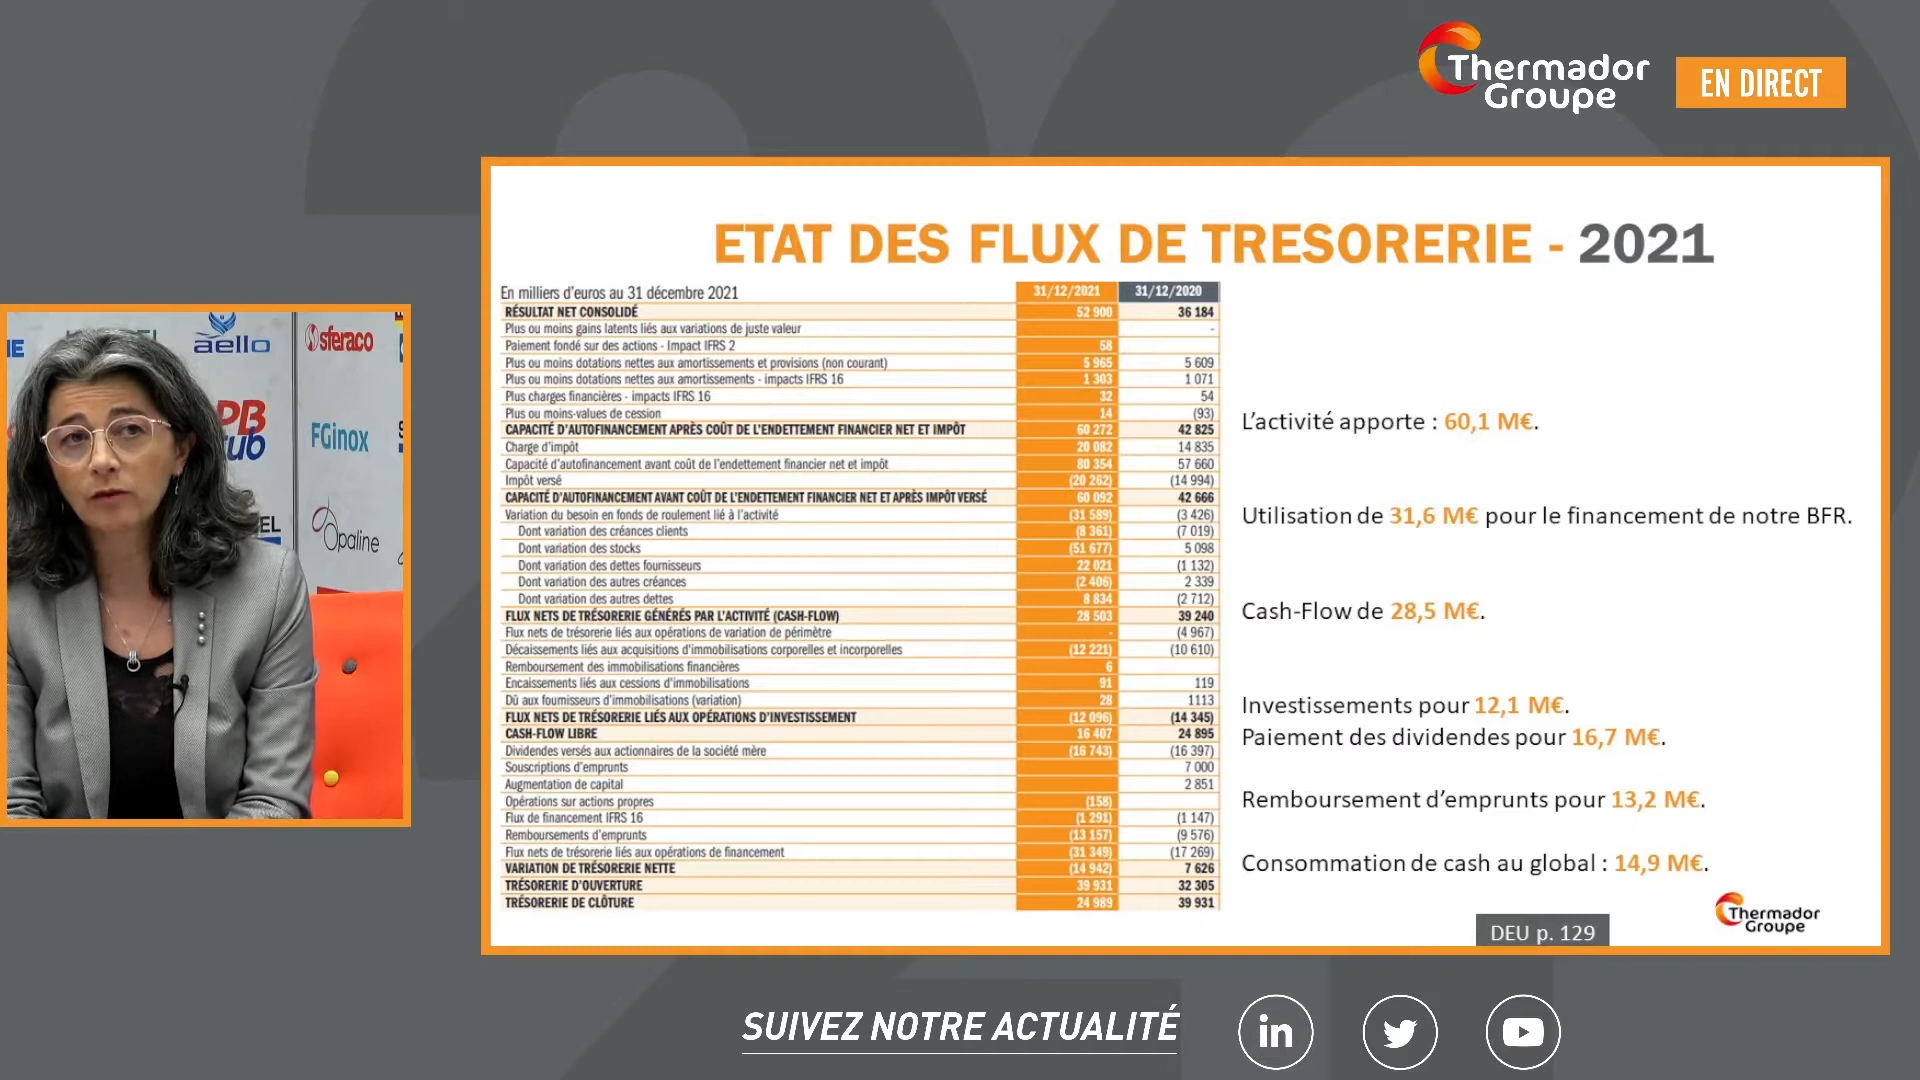 Thermador
Groupe
EN DIRECT
ETAT DES FLUX DE TRESORERIE - 2021
En milliers d'euros au 31 décembre 2021 31/12/2021 31/12/2020
RÉSULTAT NET CONSOLIDÉ 52 900 36 184
Plus ou moins gains latents liés aux variations de juste valeur -
Paiement fondé sur des actions - Impact IFRS 2 58
Plus ou moins dotations nettes aux amortissements et provisions (non courant) 5 965 5 609
Plus ou moins dotations nettes aux amortissements - impacts IFRS 16 1 303 1 071
Plus charges financières - impacts IFRS 16 32 54
Plus ou moins-values de cession 14 (93)
CAPACITÉ D'AUTOFINANCEMENT APRÈS COÛT DE L'ENDETTEMENT FINANCIER NET ET IMPÔT 60 272 42 825
Charge d'impôt 20 082 14 835
Capacité d'autofinancement avant coût de l'endettement financier net et impôt 80 354 57 660
Impôt versé (20 262) (14 994)
CAPACITÉ D'AUTOFINANCEMENT AVANT COÛT DE L'ENDETTEMENT FINANCIER NET ET APRÈS IMPÔT VERSÉ 60 092 42 666
Variation du besoin en fonds de roulement lié à l'activité (31 589) (3 426)
Dont variation des créances clients (8 361) (7 019)
Dont variation des stocks (51 677) 5 098
Dont variation des dettes fournisseurs 22 021 (1 132)
Dont variation des autres créances (2 406) 2 339
Dont variation des autres dettes 8 834 (2 712)
FLUX NETS DE TRÉSORERIE GÉNÉRÉS PAR L'ACTIVITÉ (CASH-FLOW) 28 503 39 240
Flux nets de trésorerie liés aux opérations de variation de périmètre - (4 967)
Décaissements liés aux acquisitions d'immobilisations corporelles et incorporelles (12 221) (10 610)
Remboursement des immobilisations financières 6
Encaissements liés aux cessions d'immobilisations 91 119
Dû aux fournisseurs d'immobilisations (variation) 28 1113
FLUX NETS DE TRÉSORERIE LIÉS AUX OPÉRATIONS D'INVESTISSEMENT (12 096) (14 345)
CASH-FLOW LIBRE 16 407 24 895
Dividendes versés aux actionnaires de la société mère (16 743) (16 397)
Souscriptions d'emprunts 7 000
Augmentation de capital 2 851
Opérations sur actions propres (158)
Flux de financement IFRS 16 (1 291) (1 147)
Remboursements d'emprunts (13 157) (9 576)
Flux nets de trésorerie liés aux opérations de financement (31 349) (17 269)
VARIATION DE TRÉSORERIE NETTE (14 942) 7 626
TRÉSORERIE D'OUVERTURE 39 931 32 305
TRÉSORERIE DE CLÔTURE 24 989 39 931
L'activité apporte : 60,1 M€.
Utilisation de 31,6 M€ pour le financement de notre BFR.
Cash-Flow de 28,5 M€.
Investissements pour 12,1 M€.
Paiement des dividendes pour 16,7 M€.
Remboursement d'emprunts pour 13,2 M€.
Consommation de cash au global : 14,9 M€.
Thermador
Groupe
DEU p. 129
aello
sferaco
PB
ub
FGinox
EL
Opaline
SUIVEZ NOTRE ACTUALITÉ
in